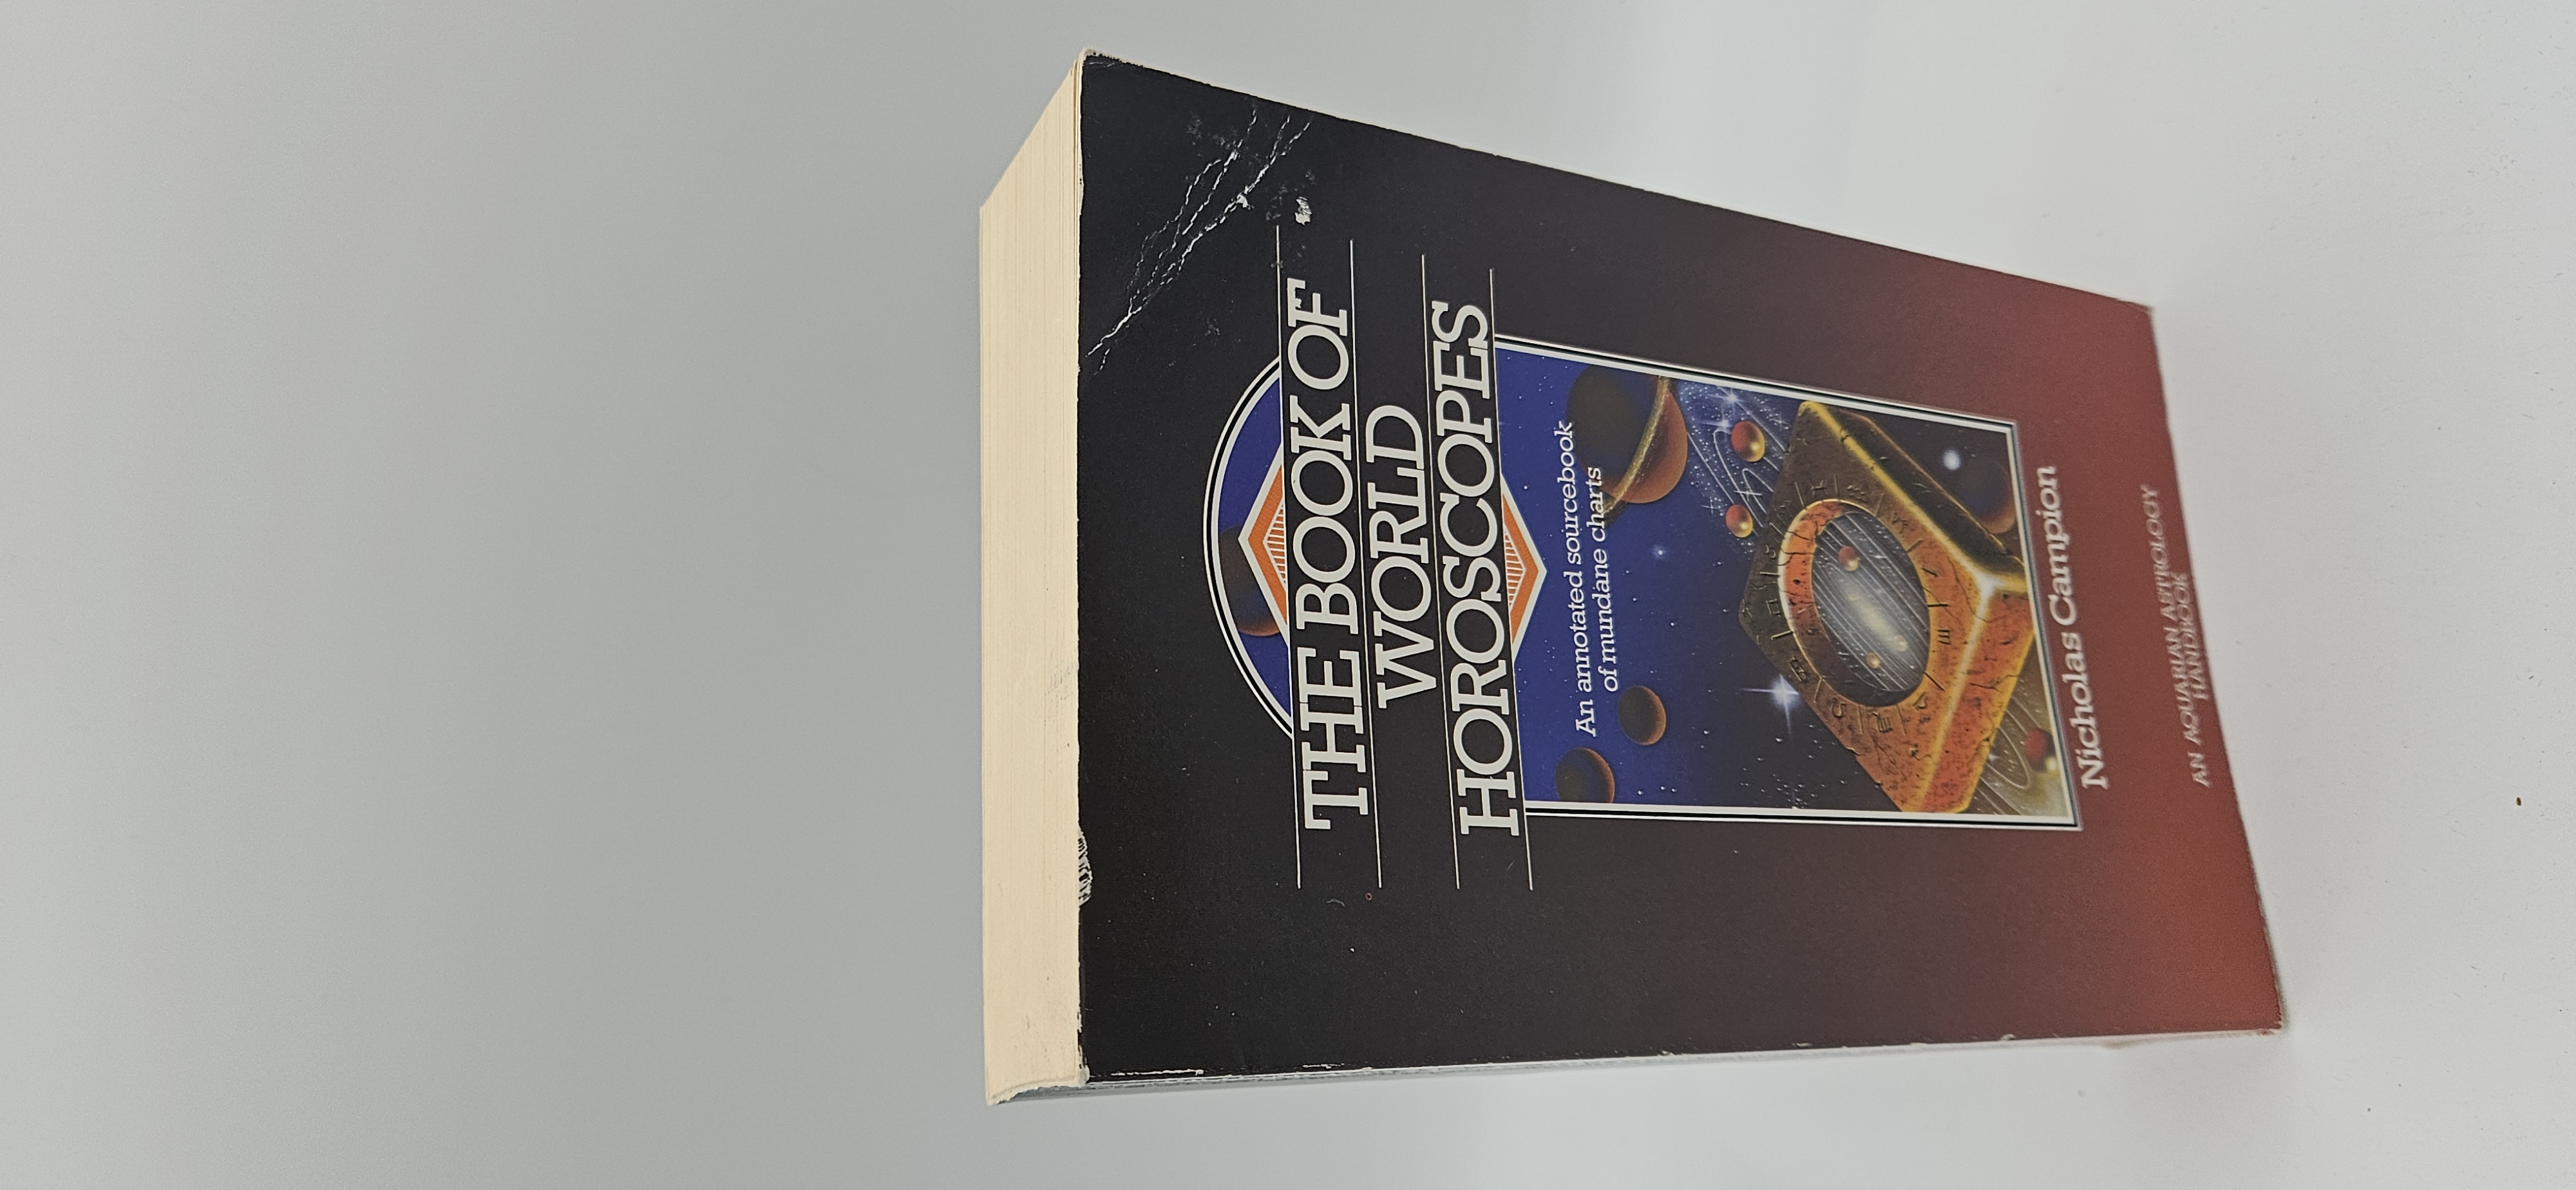 THE BOOK OF
WORLD
HOROSCOPES
An annotated sourcebook
of mundane charts
Nicholas Campion
AN AQUARIAN ASTROLOGY
HANDBOOK